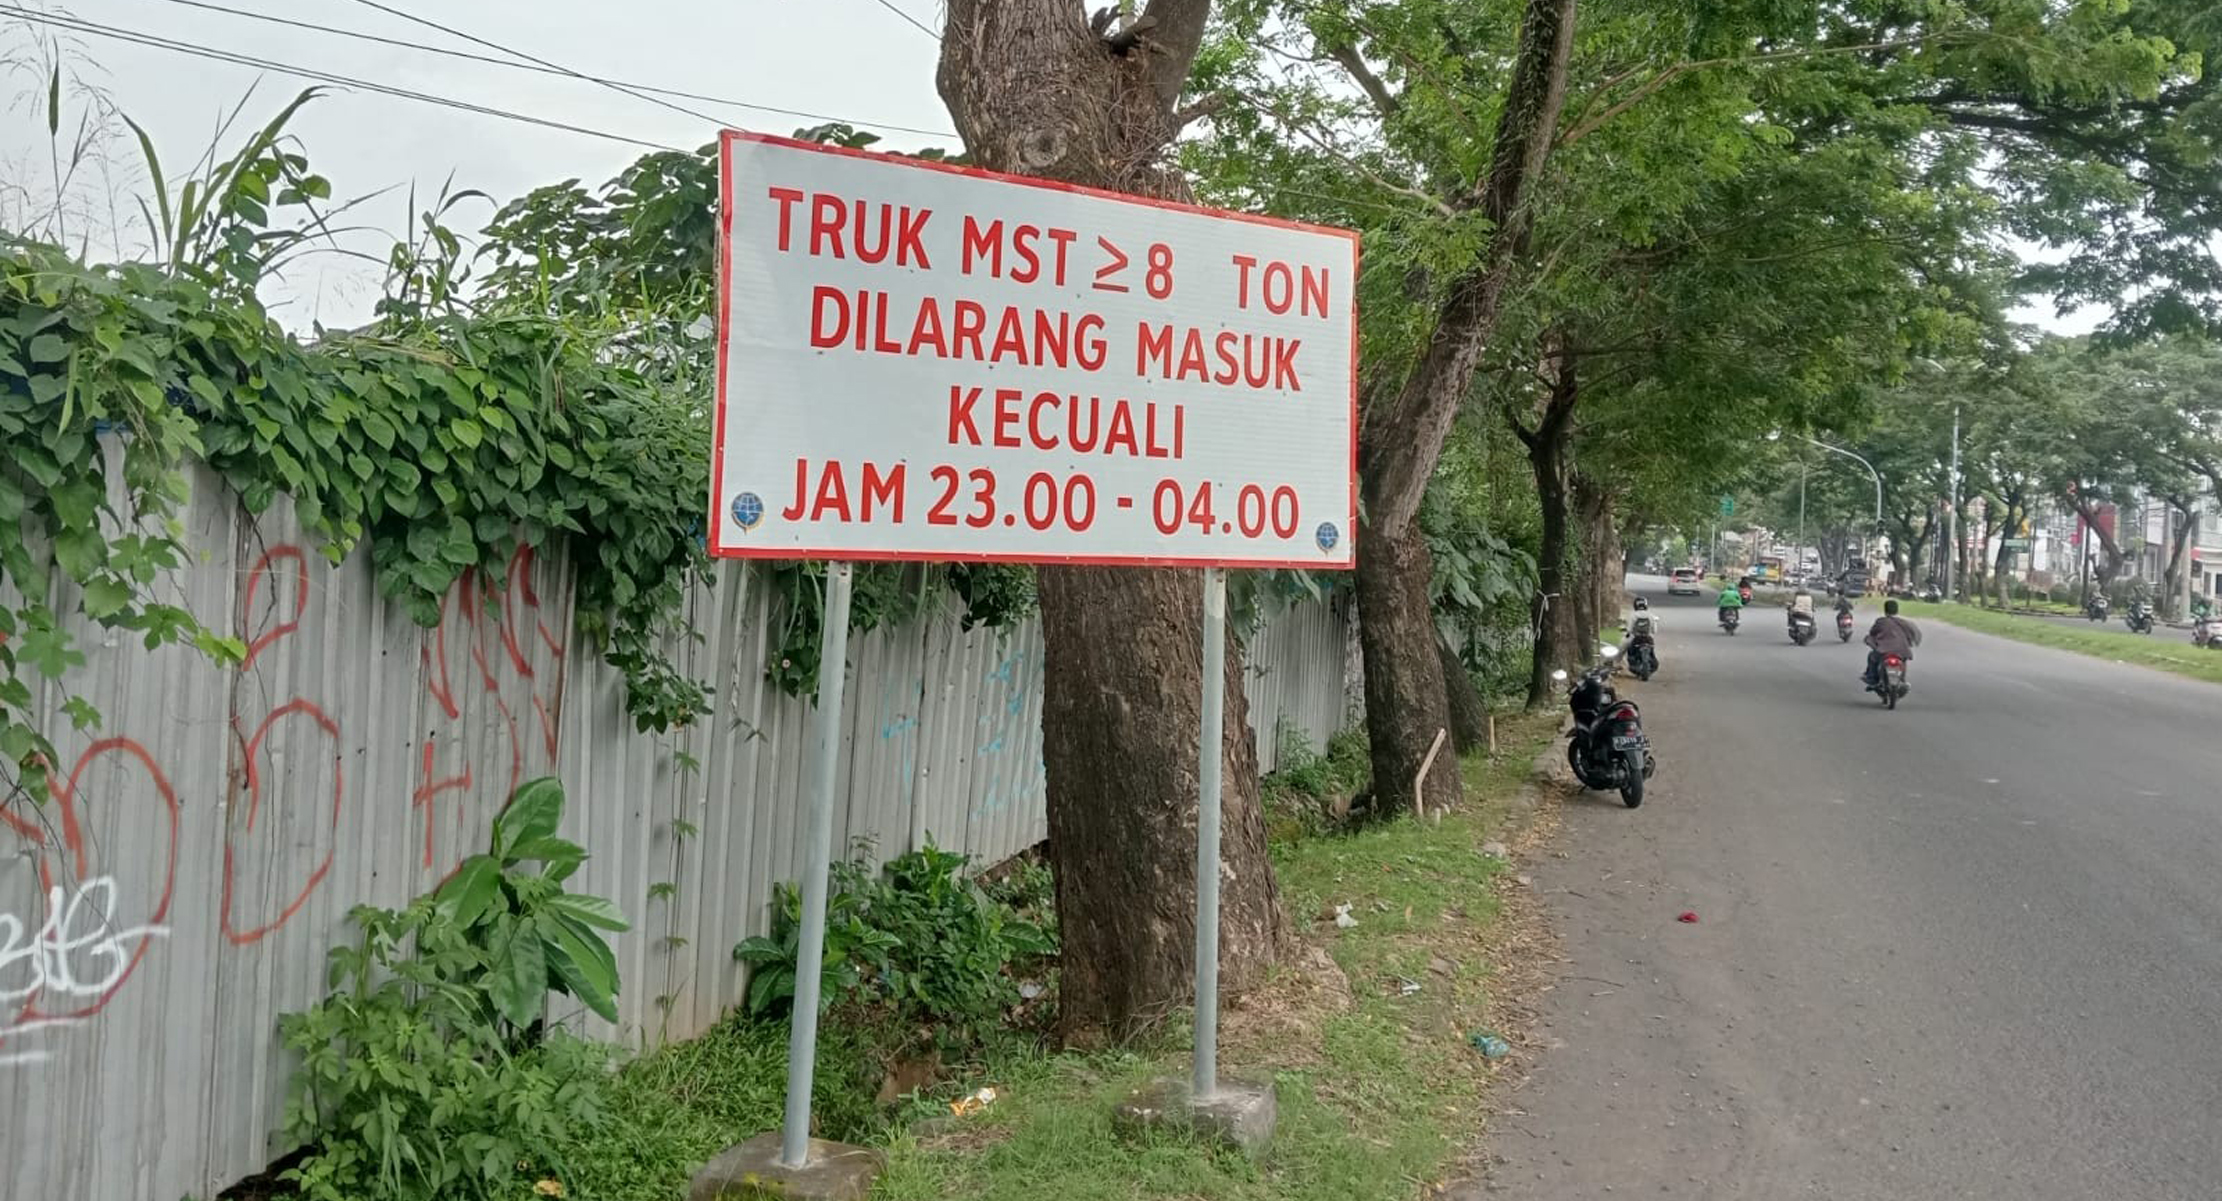 TRUK MST ≥ 8 TON
DILARANG MASUK
KECUALI
JAM 23.00 - 04.00